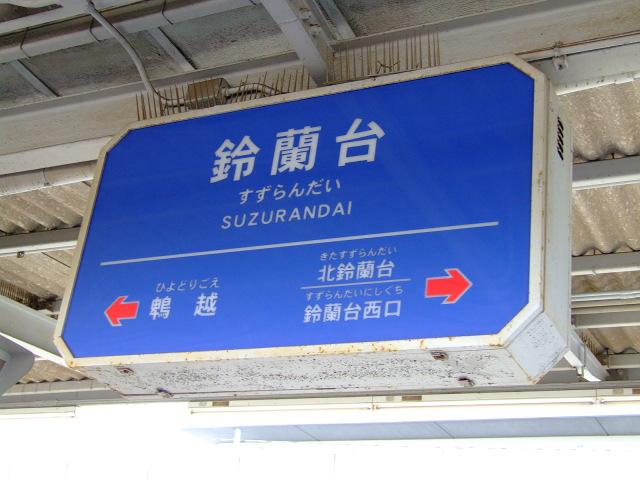 鈴蘭台
すずらんだい
SUZURANDAI
ひよどりごえ
鵯越
きたすずらんだい
北鈴蘭台
すずらんだいにしぐち
鈴蘭台西口